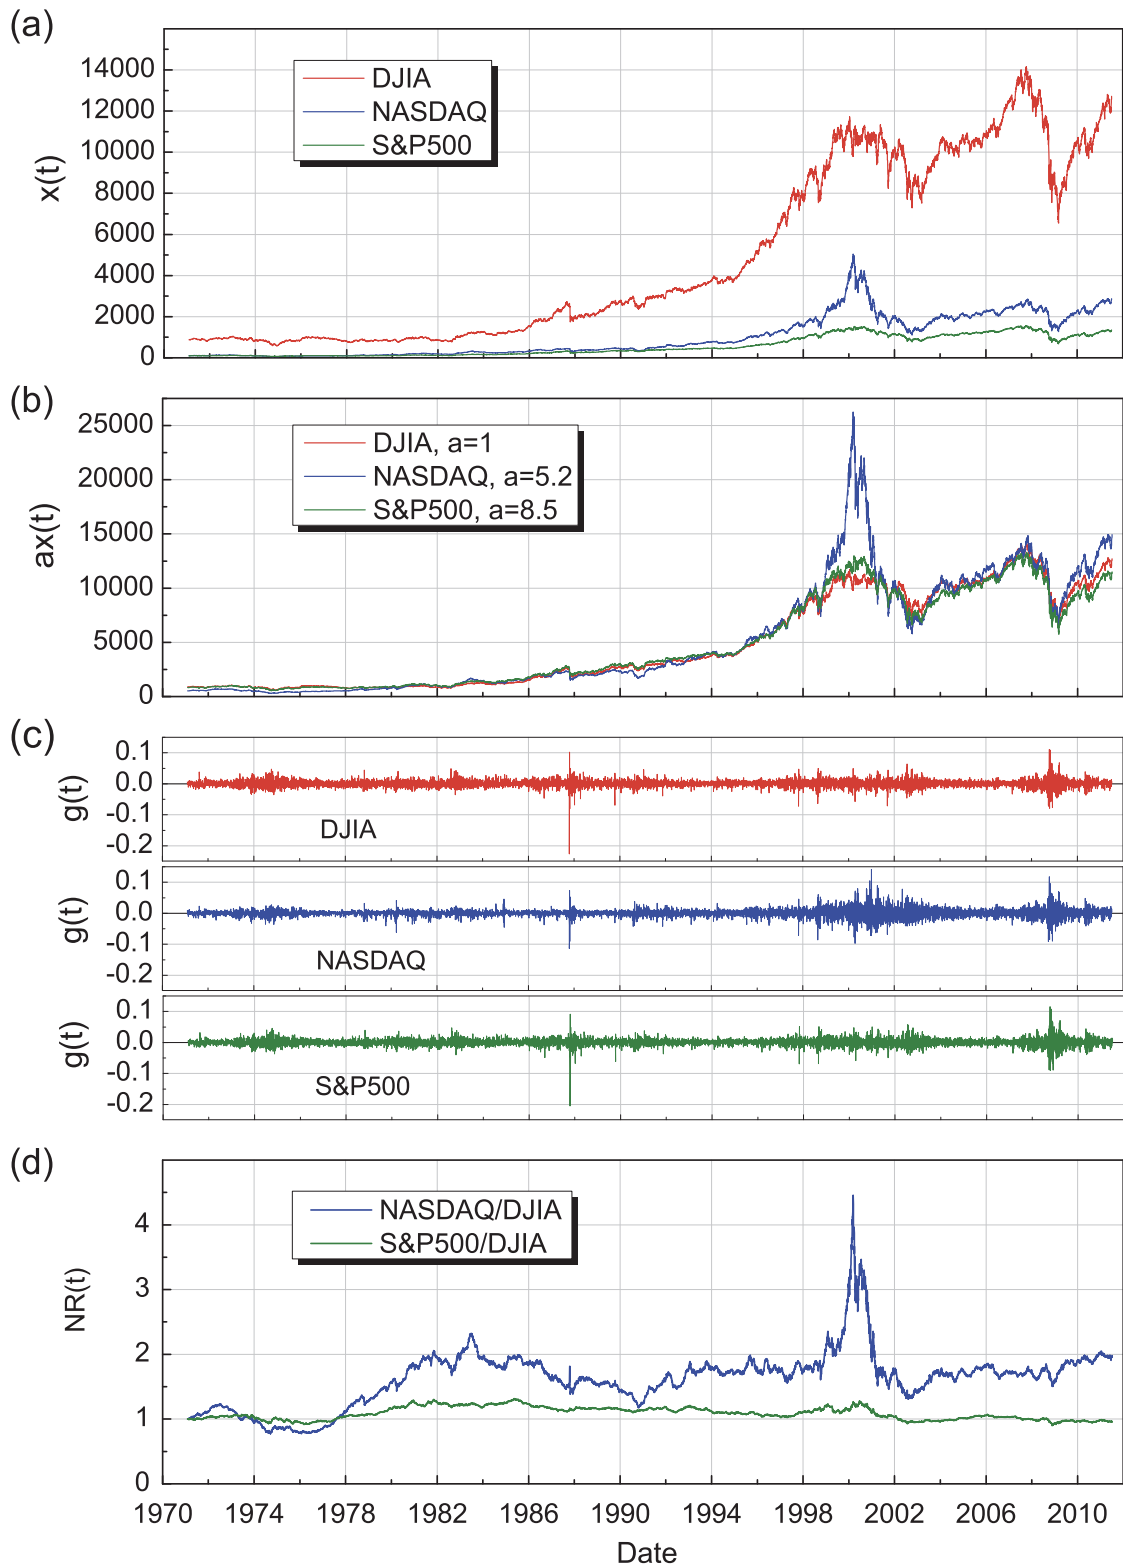 (a)
x(t)
14000
12000
10000
8000
6000
4000
2000
0
DJIA
NASDAQ
S&P500
(b)
ax(t)
25000
20000
15000
10000
5000
0
DJIA, a=1
NASDAQ, a=5.2
S&P500, a=8.5
(c)
g(t)
0.1
0.0
-0.1
-0.2
DJIA
g(t)
0.1
0.0
-0.1
-0.2
NASDAQ
g(t)
0.1
0.0
-0.1
-0.2
S&P500
(d)
NR(t)
4
3
2
1
0
NASDAQ/DJIA
S&P500/DJIA
1970 1974 1978 1982 1986 1990 1994 1998 2002 2006 2010
Date